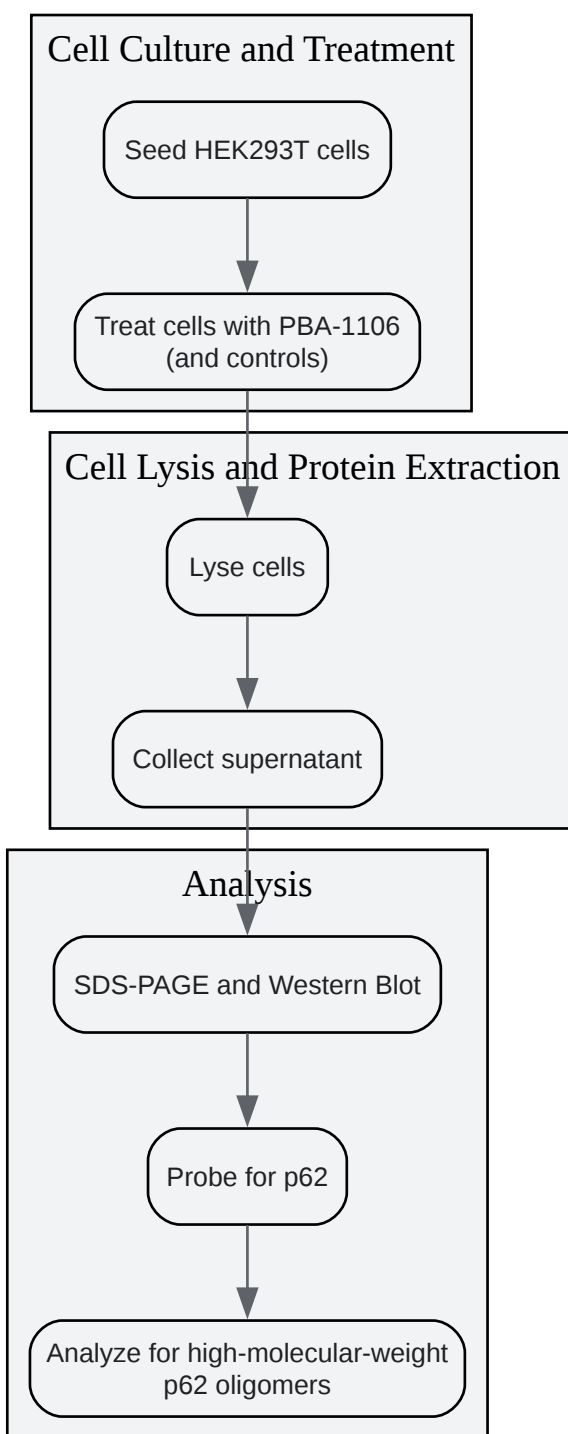 Cell Culture and Treatment
Seed HEK293T cells
Treat cells with PBA-1106
(and controls)
Cell Lysis and Protein Extraction
Lyse cells
Collect supernatant
Analysis
SDS-PAGE and Western Blot
Probe for p62
Analyze for high-molecular-weight
p62 oligomers